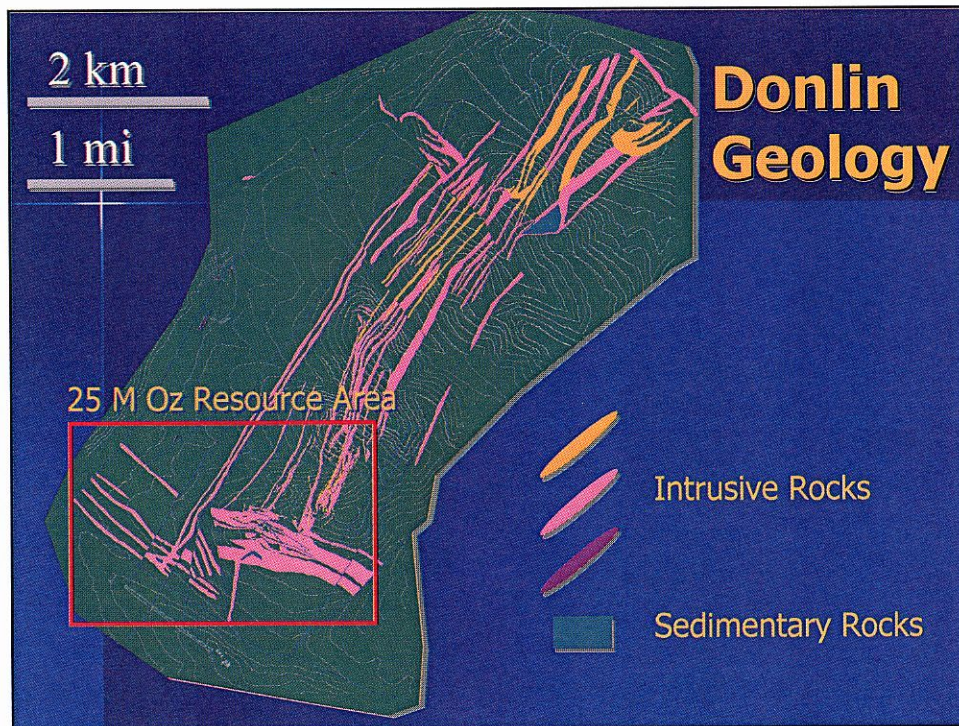 2 km
1 mi
Donlin
Geology
25 M Oz Resource Area
Intrusive Rocks
Sedimentary Rocks